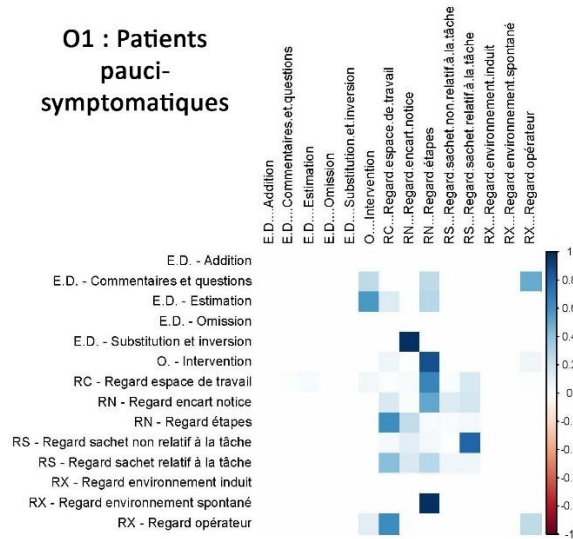 O1 : Patients
pauci-
symptomatiques
E.D....Addition
E.D....Commentaires.et.questions
E.D....Estimation
E.D....Omission
E.D....Substitution.et.inversion
O....Intervention
RC...Regard.espace.de.travail
RN...Regard.encart.notice
RN...Regard.étapes
RS...Regard.sachet.non.relatif.à.la.tâche
RS...Regard.sachet.relatif.à.la.tâche
RX...Regard.environnement.induit
RX...Regard.environnement.spontané
RX...Regard.opérateur
E.D. - Addition
E.D. - Commentaires et questions
E.D. - Estimation
E.D. - Omission
E.D. - Substitution et inversion
O. - Intervention
RC - Regard espace de travail
RN - Regard encart notice
RN - Regard étapes
RS - Regard sachet non relatif à la tâche
RS - Regard sachet relatif à la tâche
RX - Regard environnement induit
RX - Regard environnement spontané
RX - Regard opérateur
1
0.8
0.6
0.4
0.2
0
-0.2
-0.4